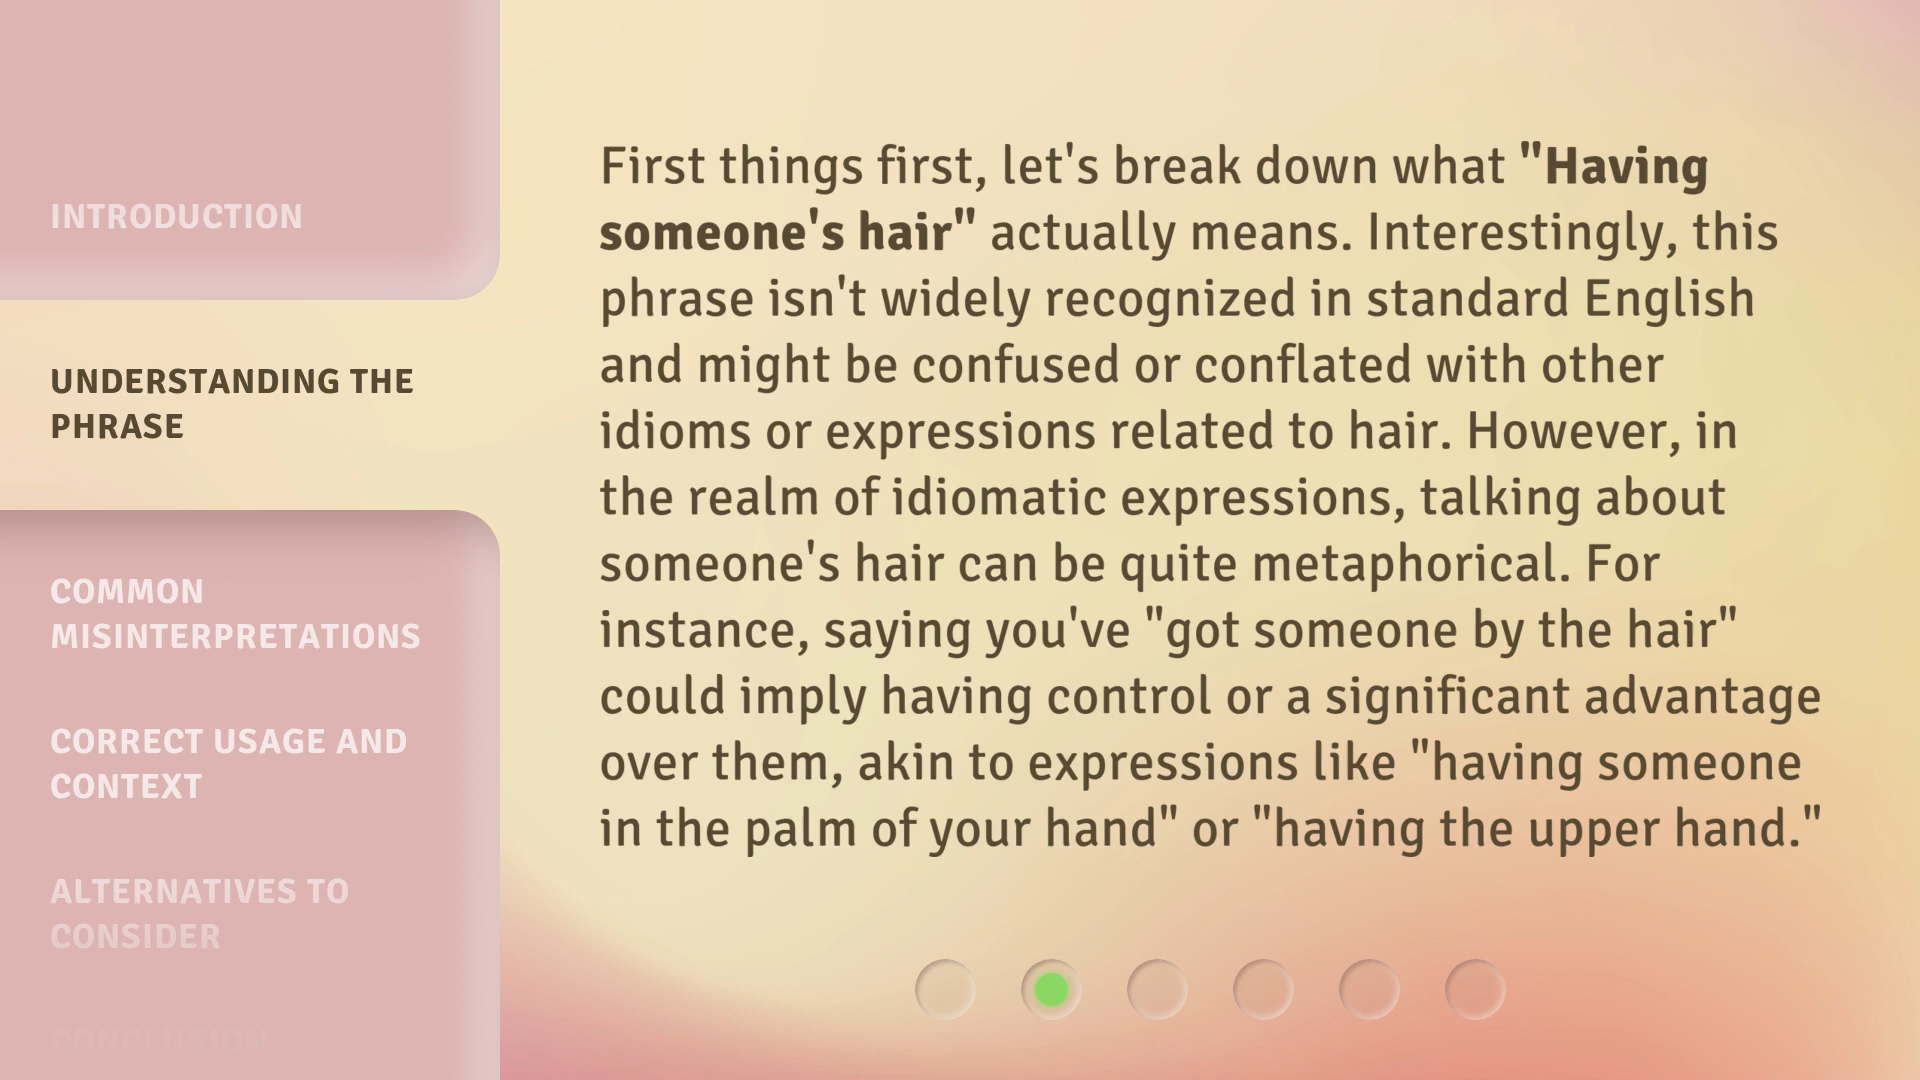 INTRODUCTION
UNDERSTANDING THE
PHRASE
COMMON
MISINTERPRETATIONS
CORRECT USAGE AND
CONTEXT
ALTERNATIVES TO
CONSIDER
CONCLUSION
First things first, let's break down what "Having
someone's hair" actually means. Interestingly, this
phrase isn't widely recognized in standard English
and might be confused or conflated with other
idioms or expressions related to hair. However, in
the realm of idiomatic expressions, talking about
someone's hair can be quite metaphorical. For
instance, saying you've "got someone by the hair"
could imply having control or a significant advantage
over them, akin to expressions like "having someone
in the palm of your hand" or "having the upper hand."